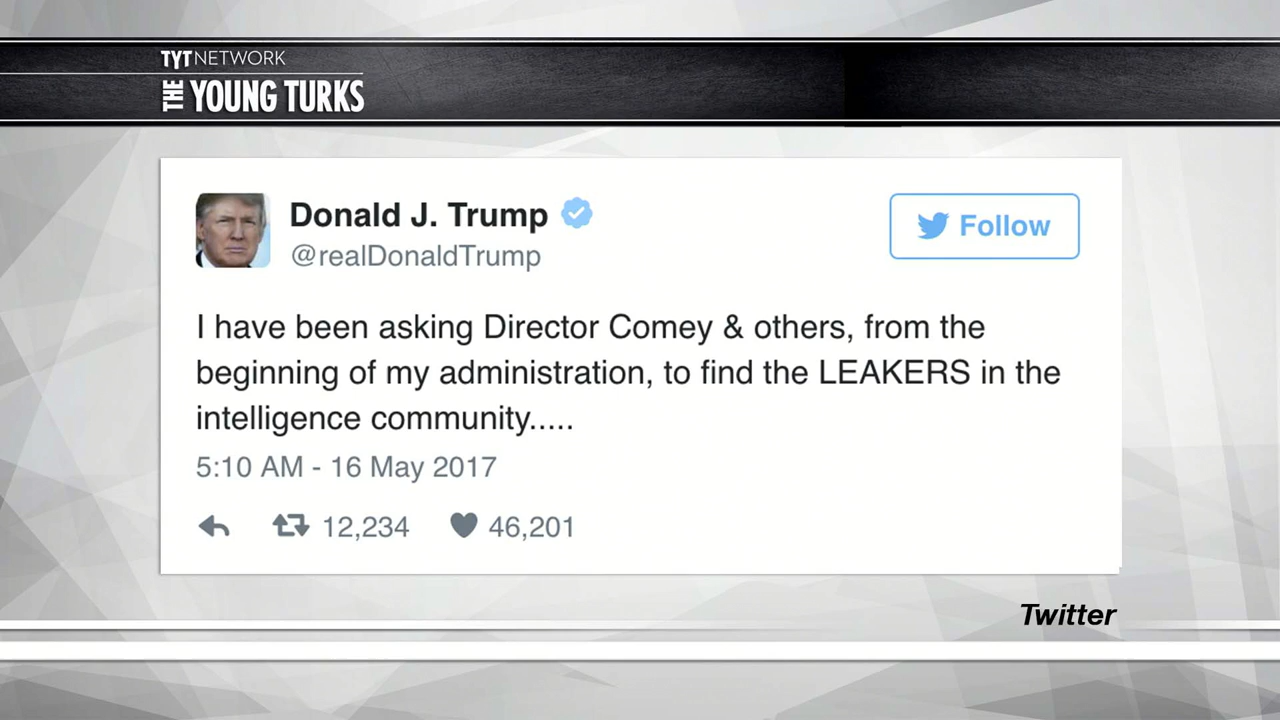 TYT NETWORK
THE YOUNG TURKS
Donald J. Trump
@realDonaldTrump
Follow
I have been asking Director Comey & others, from the
beginning of my administration, to find the LEAKERS in the
intelligence community.....
5:10 AM - 16 May 2017
12,234 46,201
Twitter